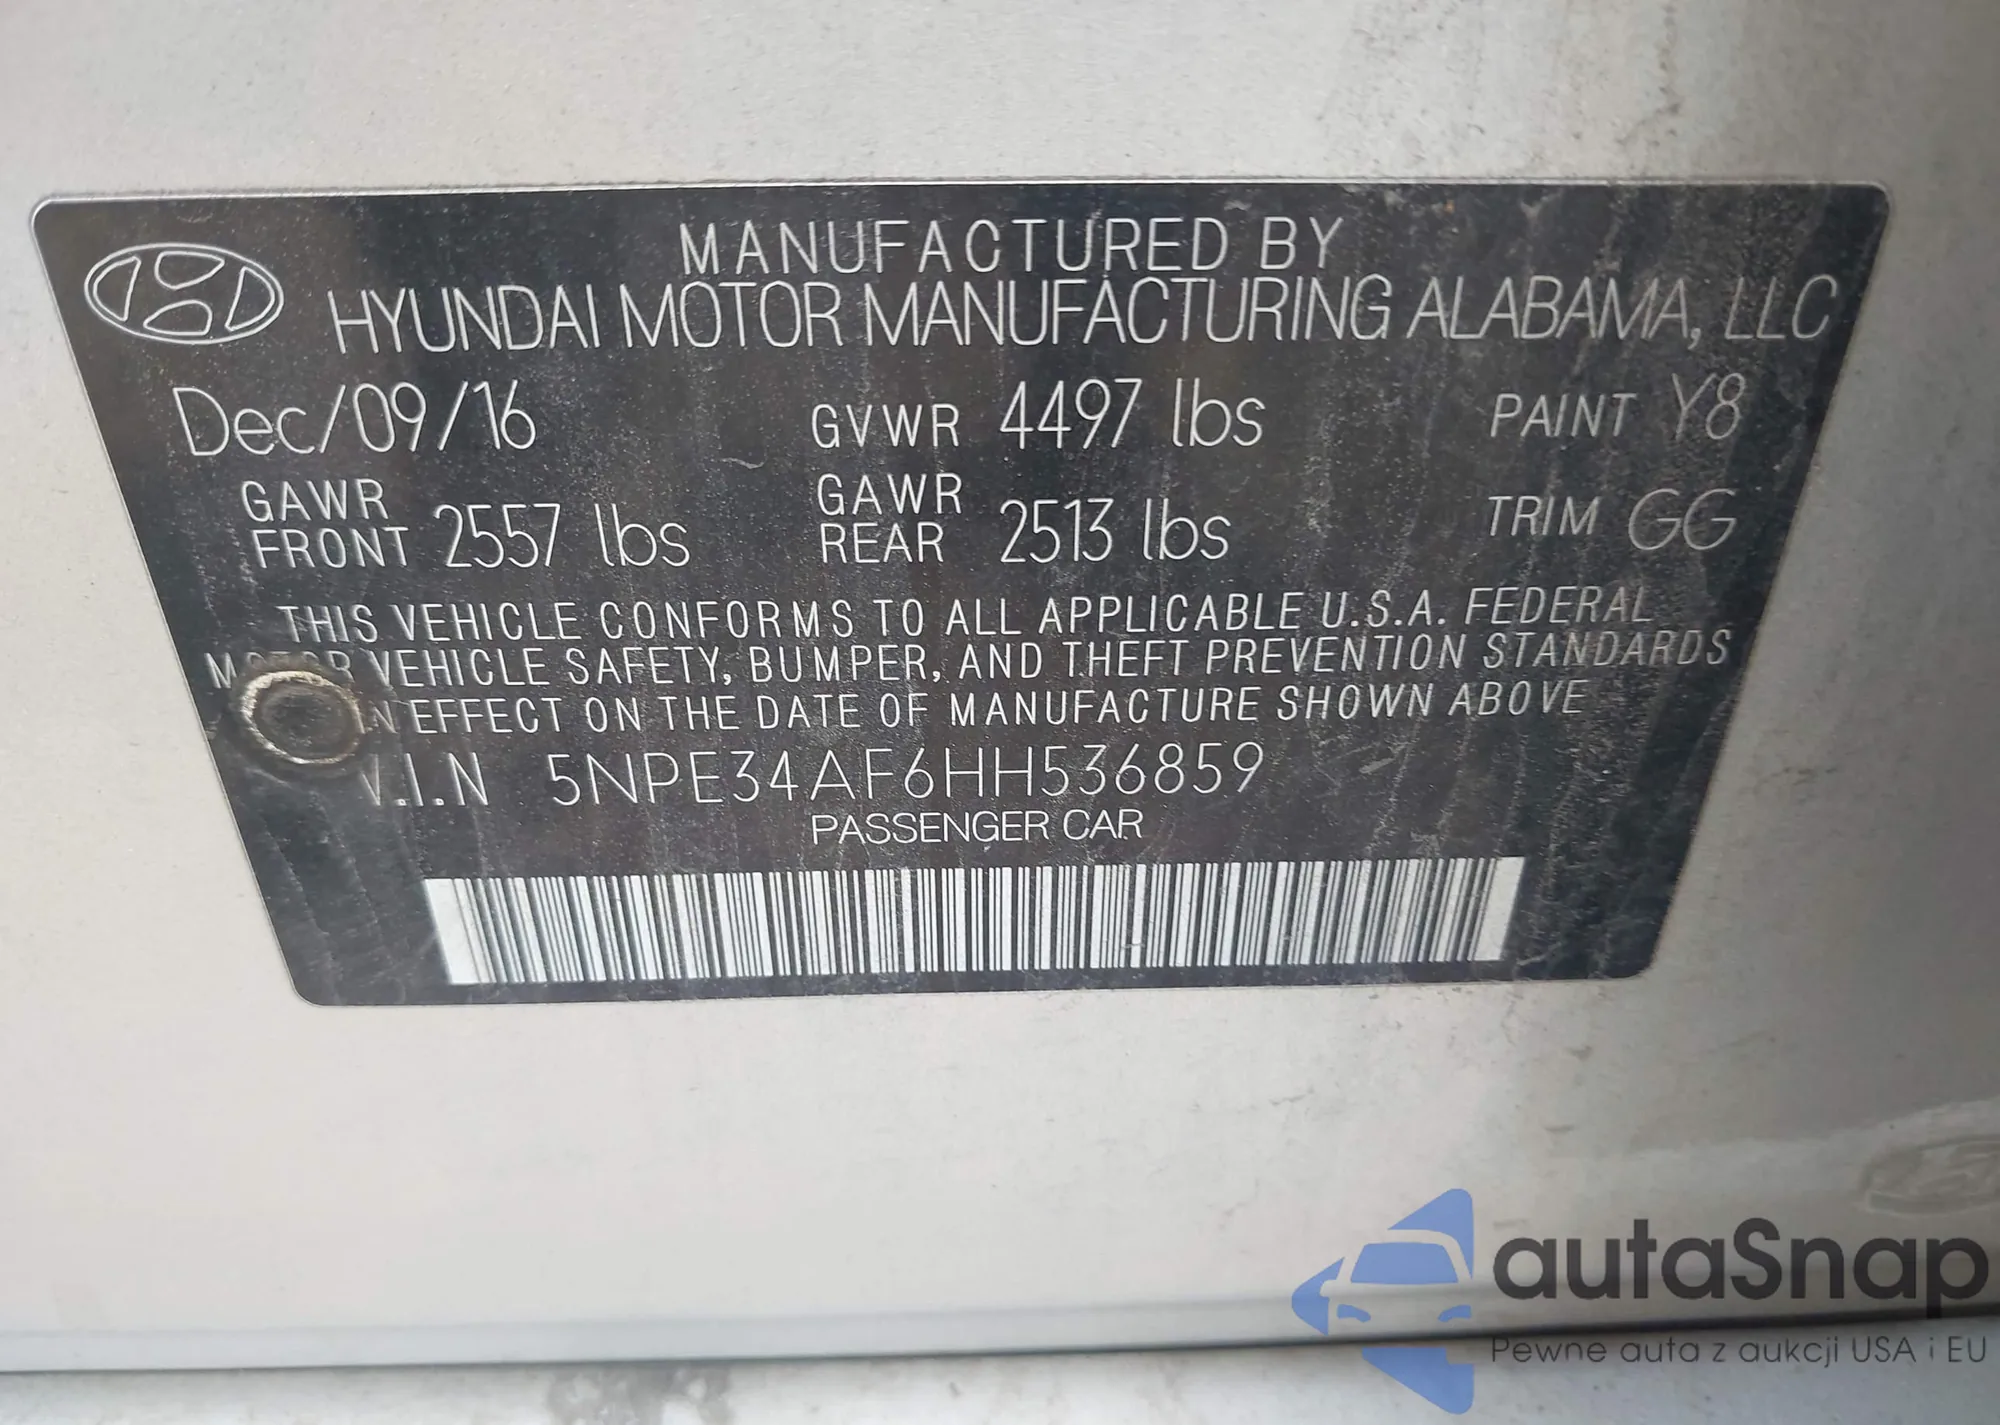 MANUFACTURED BY
HYUNDAI MOTOR MANUFACTURING ALABAMA, LLC
Dec/09/16 GVWR 4497 lbs PAINT Y8
GAWR FRONT 2557 lbs GAWR REAR 2513 lbs TRIM GG
THIS VEHICLE CONFORMS TO ALL APPLICABLE U.S.A. FEDERAL
MOTOR VEHICLE SAFETY, BUMPER, AND THEFT PREVENTION STANDARDS
IN EFFECT ON THE DATE OF MANUFACTURE SHOWN ABOVE
V.I.N 5NPE34AF6HH536859
PASSENGER CAR
autaSnap
Pewne auta z aukcji USA i EU